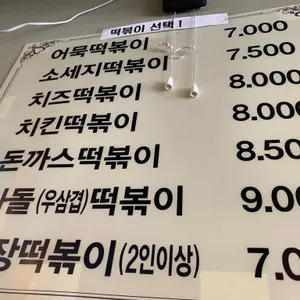 떡볶이 선택!
어묵떡볶이 7.000
소세지떡볶이 7.500
치즈떡볶이 8.000
치킨떡볶이 8.000
돈까스떡볶이 8.50
돌(우삼겹)떡볶이 9.00
장떡볶이(2인이상) 7.0